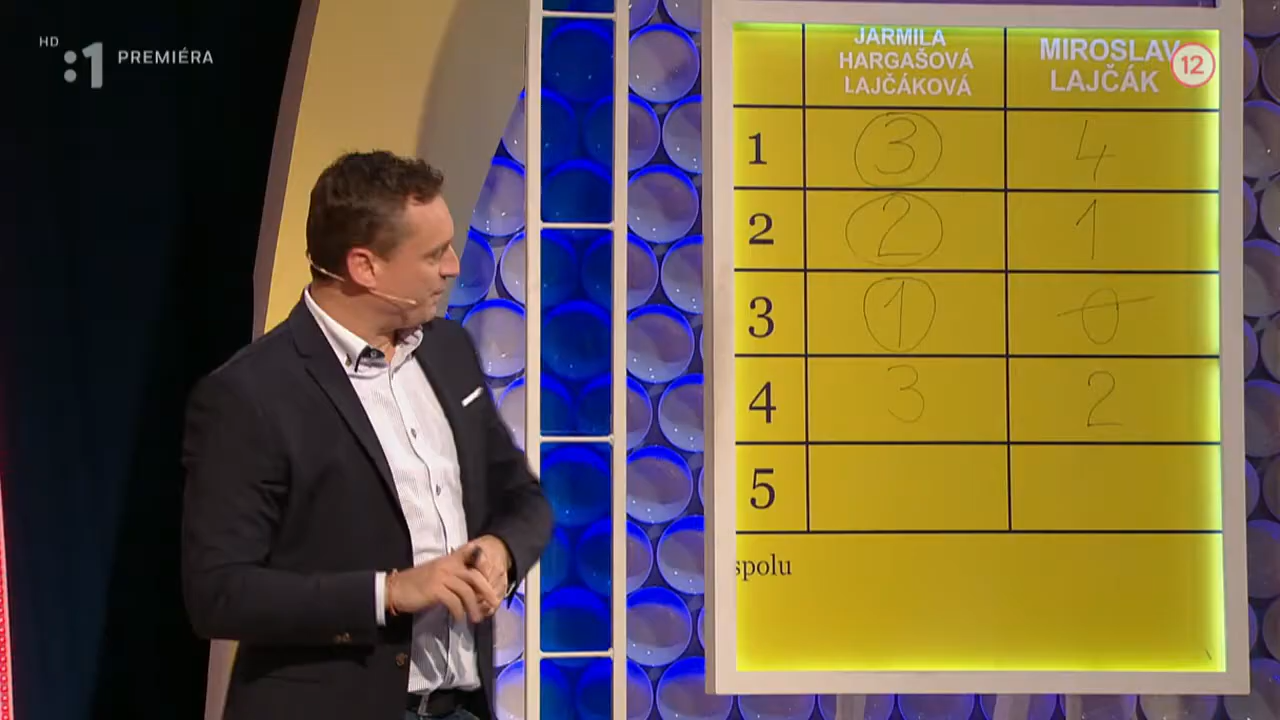 HD
:1 PREMIÉRA
JARMILA
HARGAŠOVÁ
LAJČÁKOVÁ
MIROSLAV
LAJČÁK
12
1 3 4
2 2 1
3 1 0
4 3 2
5
spolu